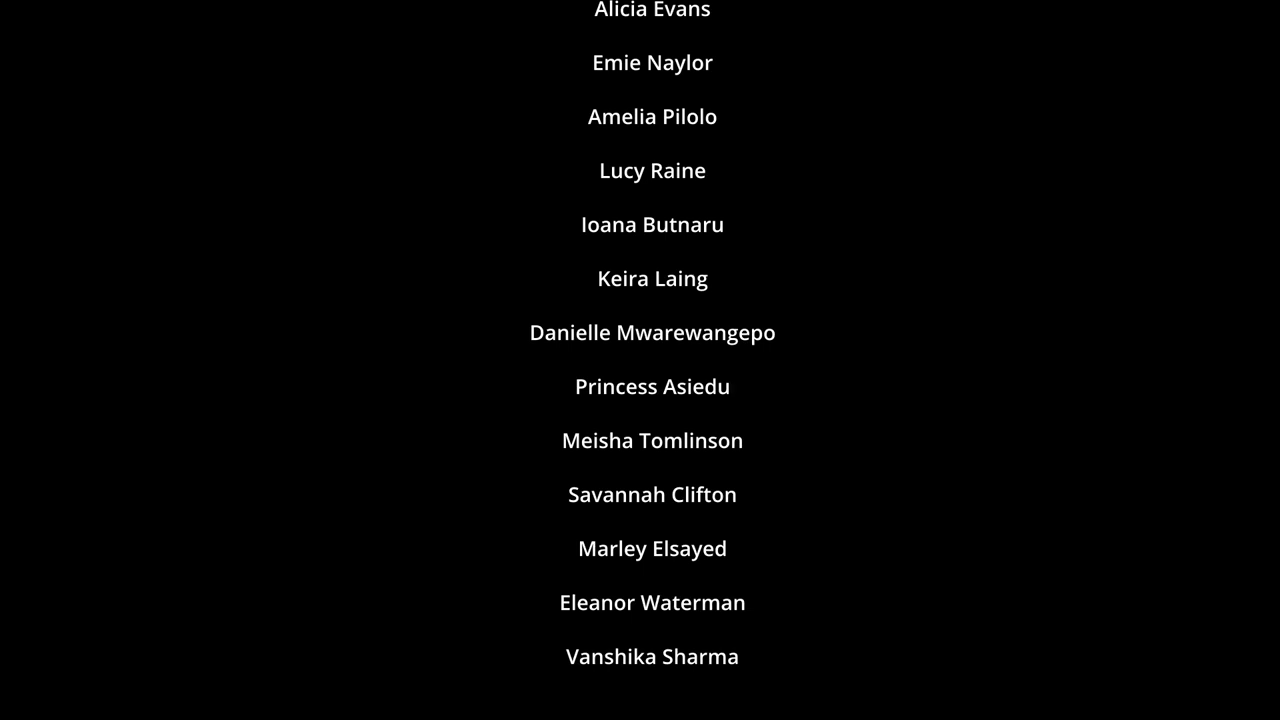 Alicia Evans
Emie Naylor
Amelia Pilolo
Lucy Raine
Ioana Butnaru
Keira Laing
Danielle Mwarewangepo
Princess Asiedu
Meisha Tomlinson
Savannah Clifton
Marley Elsayed
Eleanor Waterman
Vanshika Sharma